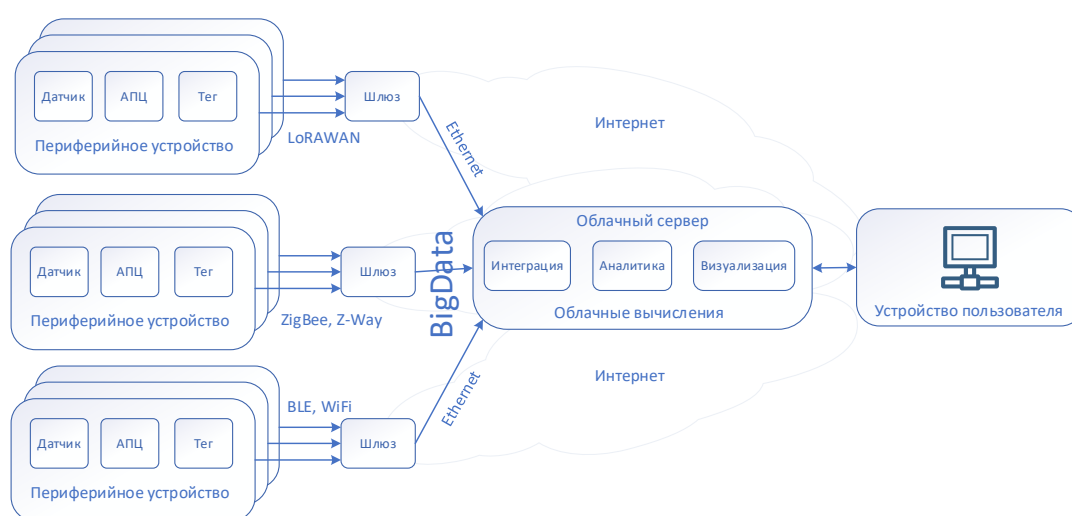 Датчик
АПЦ
Тег
Периферийное устройство
LoRAWAN
Шлюз
Ethernet
Интернет
Датчик
АПЦ
Тег
Периферийное устройство
ZigBee, Z-Way
Шлюз
BigData
Облачный сервер
Интеграция
Аналитика
Визуализация
Облачные вычисления
Устройство пользователя
Датчик
АПЦ
Тег
Периферийное устройство
BLE, WiFi
Шлюз
Ethernet
Интернет